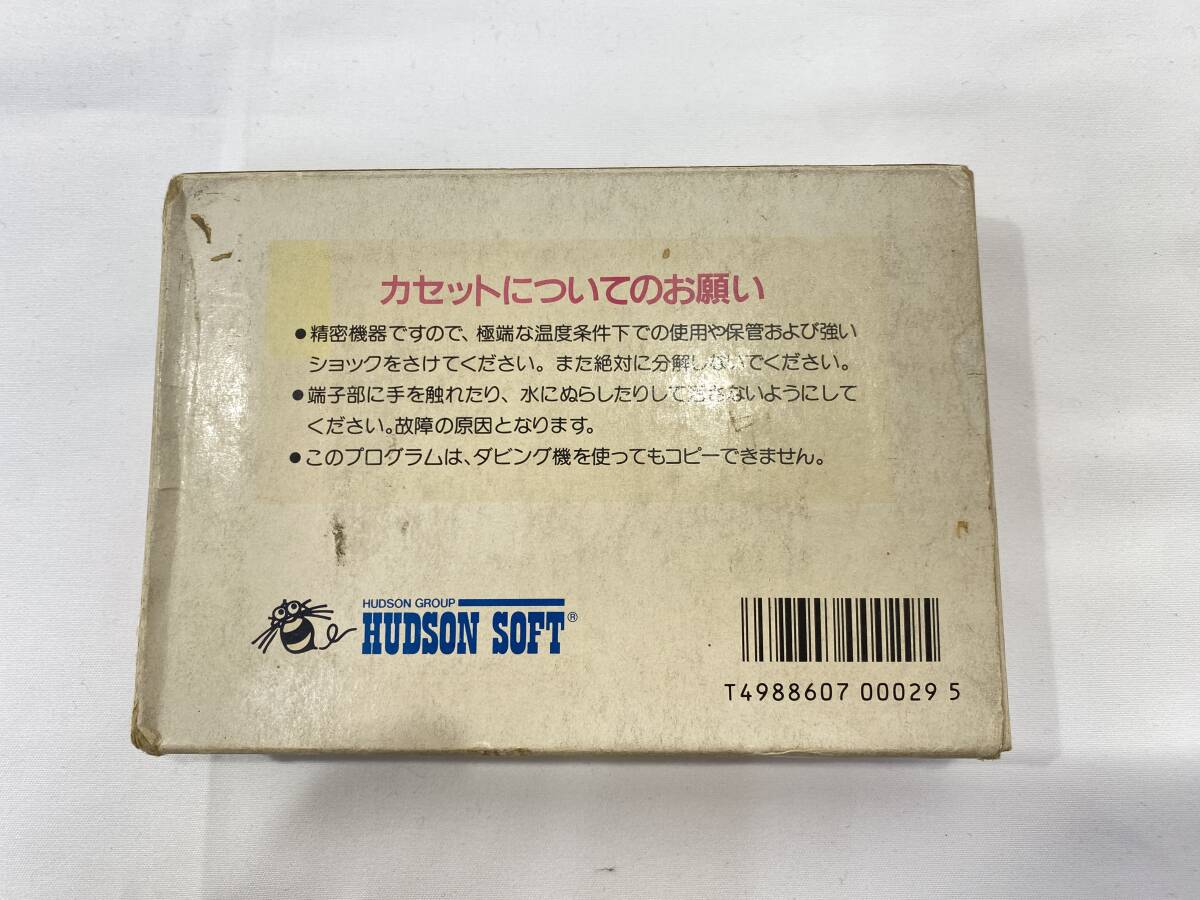 カセットについてのお願い
●精密機器ですので、極端な温度条件下での使用や保管および強い
ショックをさけてください。また絶対に分解しないでください。
●端子部に手を触れたり、水にぬらしたりして汚さないようにして
ください。故障の原因となります。
●このプログラムは、ダビング機を使ってもコピーできません。
HUDSON GROUP
HUDSON SOFT®
T4988607 00029 5